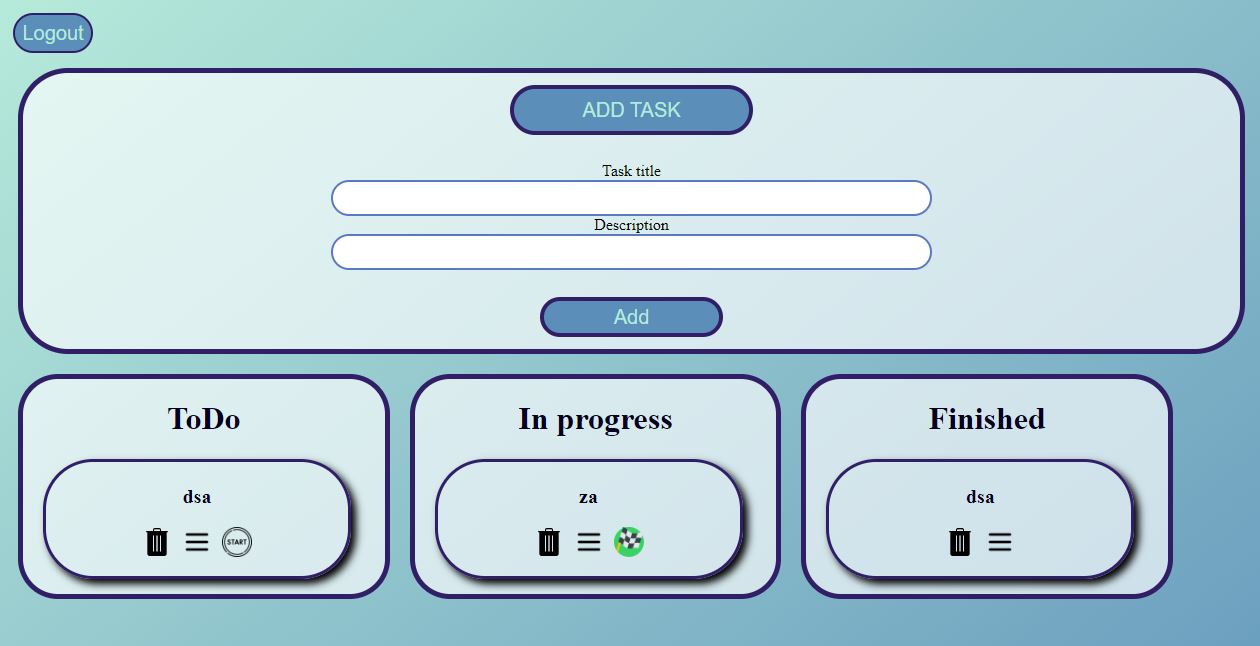 Logout
ADD TASK
Task title
Description
Add
ToDo
In progress
Finished
dsa
za
dsa
START